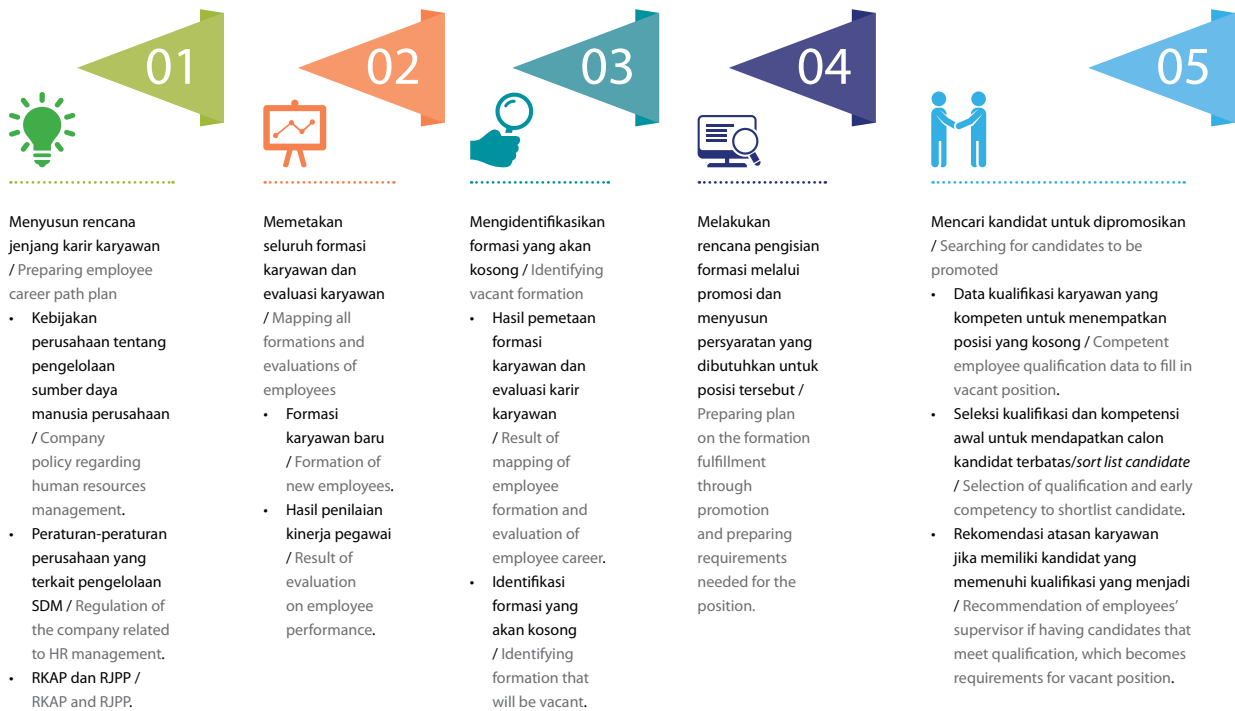 01
Menyusun rencana
jenjang karir karyawan
/ Preparing employee
career path plan
• Kebijakan
perusahaan tentang
pengelolaan
sumber daya
manusia perusahaan
/ Company
policy regarding
human resources
management.
• Peraturan-peraturan
perusahaan yang
terkait pengelolaan
SDM / Regulation of
the company related
to HR management.
• RKAP dan RJPP /
RKAP and RJPP.
02
Memetakan
seluruh formasi
karyawan dan
evaluasi karyawan
/ Mapping all
formations and
evaluations of
employees
• Formasi
karyawan baru
/ Formation of
new employees.
• Hasil penilaian
kinerja pegawai
/ Result of
evaluation
on employee
performance.
03
Mengidentifikasikan
formasi yang akan
kosong / Identifying
vacant formation
• Hasil pemetaan
formasi
karyawan dan
evaluasi karir
karyawan
/ Result of
mapping of
employee
formation and
evaluation of
employee career.
• Identifikasi
formasi yang
akan kosong
/ Identifying
formation that
will be vacant.
04
Melakukan
rencana pengisian
formasi melalui
promosi dan
menyusun
persyaratan yang
dibutuhkan untuk
posisi tersebut /
Preparing plan
on the formation
fulfillment
through
promotion
and preparing
requirements
needed for the
position.
05
Mencari kandidat untuk dipromosikan
/ Searching for candidates to be
promoted
• Data kualifikasi karyawan yang
kompeten untuk menempatkan
posisi yang kosong / Competent
employee qualification data to fill in
vacant position.
• Seleksi kualifikasi dan kompetensi
awal untuk mendapatkan calon
kandidat terbatas/sort list candidate
/ Selection of qualification and early
competency to shortlist candidate.
• Rekomendasi atasan karyawan
jika memiliki kandidat yang
memenuhi kualifikasi yang menjadi
/ Recommendation of employees’
supervisor if having candidates that
meet qualification, which becomes
requirements for vacant position.